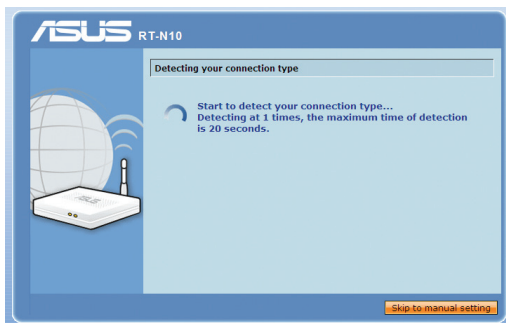 ASUS RT-N10
Detecting your connection type
Start to detect your connection type...
Detecting at 1 times, the maximum time of detection
is 20 seconds.
ASUS
Skip to manual setting